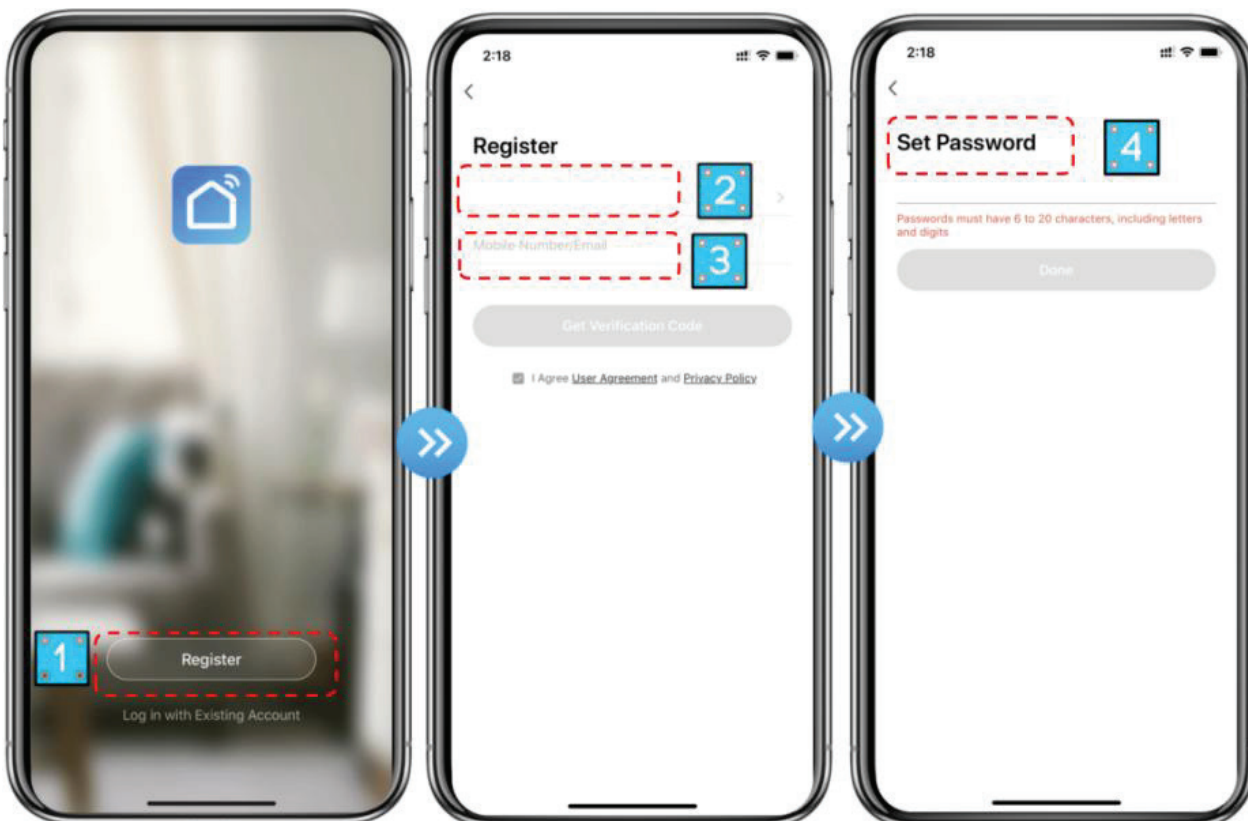 Register
Log in with Existing Account
1
2:18
Register
2
Mobile Number/Email
3
Get Verification Code
I Agree User Agreement and Privacy Policy
2:18
Set Password
4
Passwords must have 6 to 20 characters, including letters
and digits
Done